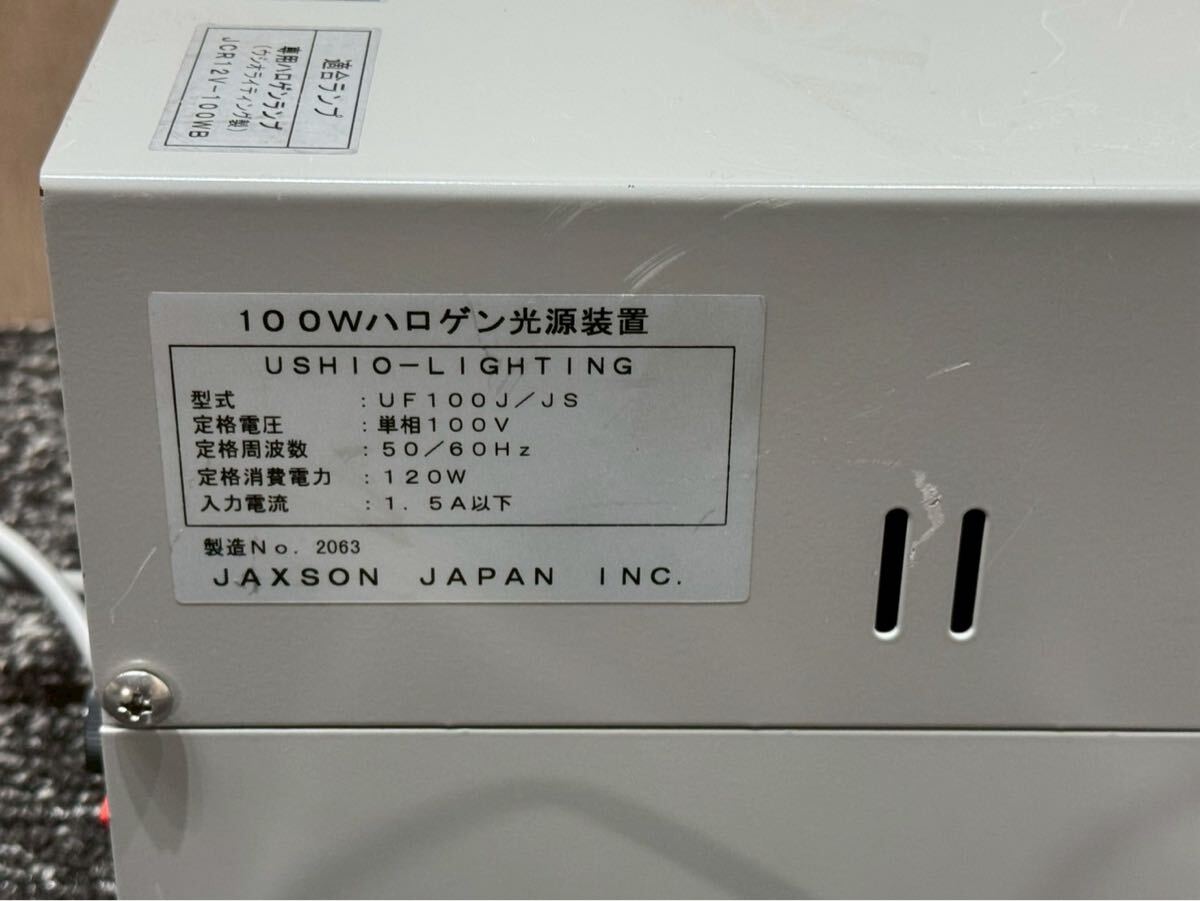 適合ランプ
専用ハロゲンランプ
(ウシオライティング製)
JCR12V-100WB
100Wハロゲン光源装置
USHIO-LIGHTING
型式 : UF100J/JS
定格電圧 : 単相100V
定格周波数 : 50/60Hz
定格消費電力 : 120W
入力電流 : 1.5A以下
製造No. 2063
JAXSON JAPAN INC.